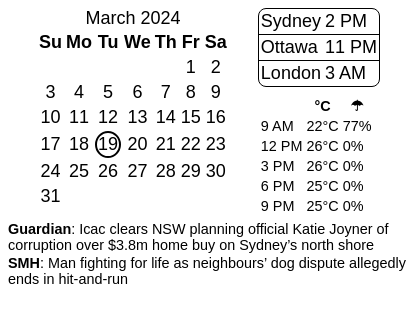 March 2024
Su Mo Tu We Th Fr Sa
1 2
3 4 5 6 7 8 9
10 11 12 13 14 15 16
17 18 19 20 21 22 23
24 25 26 27 28 29 30
31
Sydney 2 PM
Ottawa 11 PM
London 3 AM
°C ☂
9 AM 22°C 77%
12 PM 26°C 0%
3 PM 26°C 0%
6 PM 25°C 0%
9 PM 25°C 0%
Guardian: Icac clears NSW planning official Katie Joyner of
corruption over $3.8m home buy on Sydney’s north shore
SMH: Man fighting for life as neighbours’ dog dispute allegedly
ends in hit-and-run